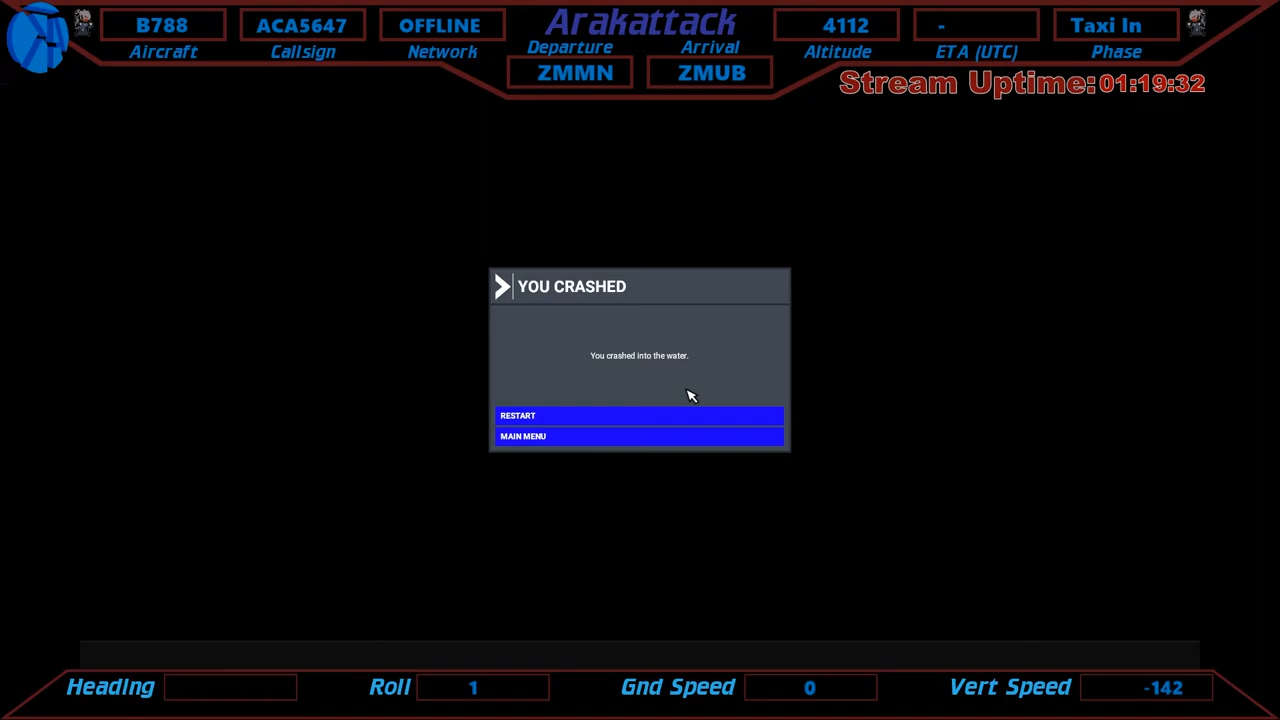 B788
Aircraft
ACA5647
Callsign
OFFLINE
Network
Arakattack
Departure
ZMMN
Arrival
ZMUB
4112
Altitude
-
ETA (UTC)
Taxi In
Phase
Stream Uptime: 01:19:32
YOU CRASHED
You crashed into the water.
RESTART
MAIN MENU
Heading
Roll 1
Gnd Speed 0
Vert Speed -142